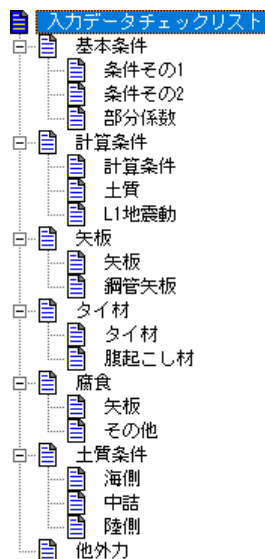 入力データチェックリスト
基本条件
条件その1
条件その2
部分係数
計算条件
計算条件
土質
L1地震動
矢板
矢板
鋼管矢板
タイ材
タイ材
腹起こし材
腐食
矢板
その他
土質条件
海側
中詰
陸側
他外力